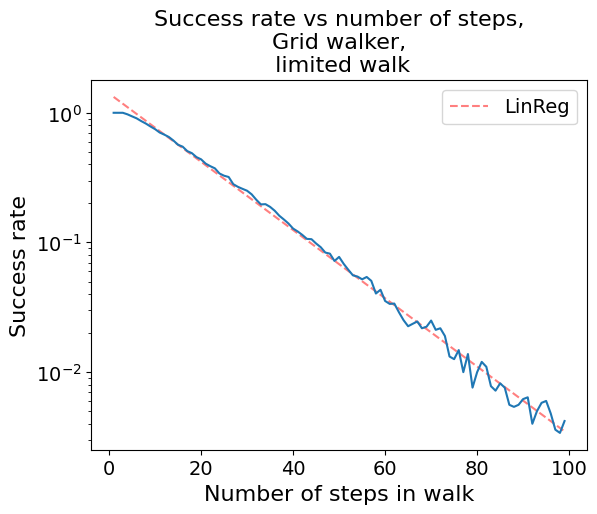 Success rate vs number of steps,
Grid walker,
limited walk
LinReg
Success rate
10^0
10^-1
10^-2
0 20 40 60 80 100
Number of steps in walk